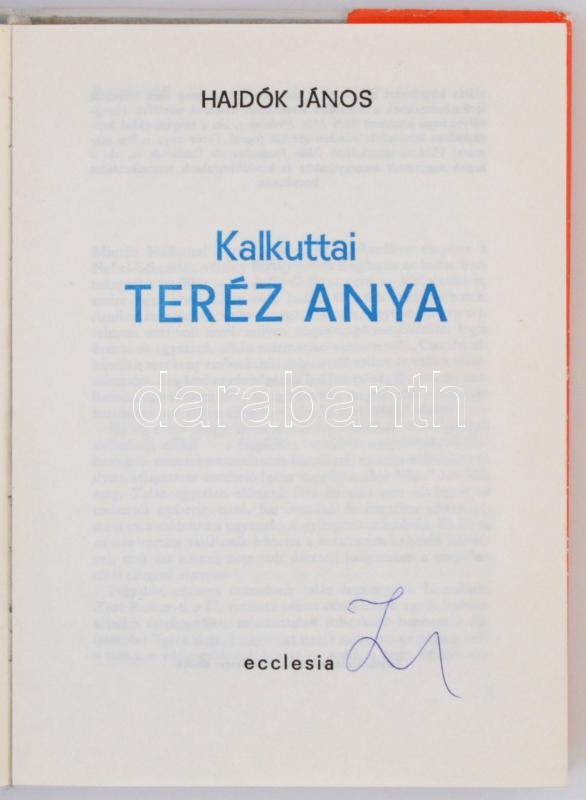 HAJDÓK JÁNOS
Kalkuttai
TERÉZ ANYA
darabanth
ecclesia